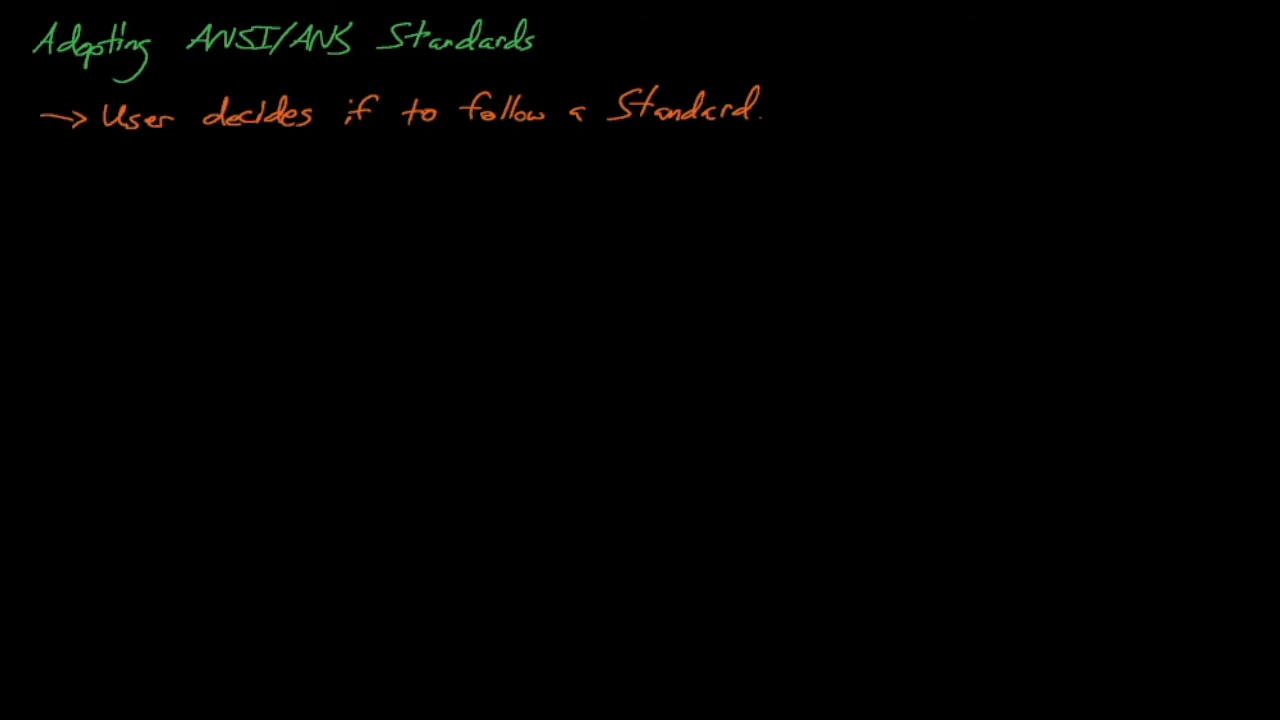 Adopting ANSI/ANS Standards
→ User decides if to follow a Standard.